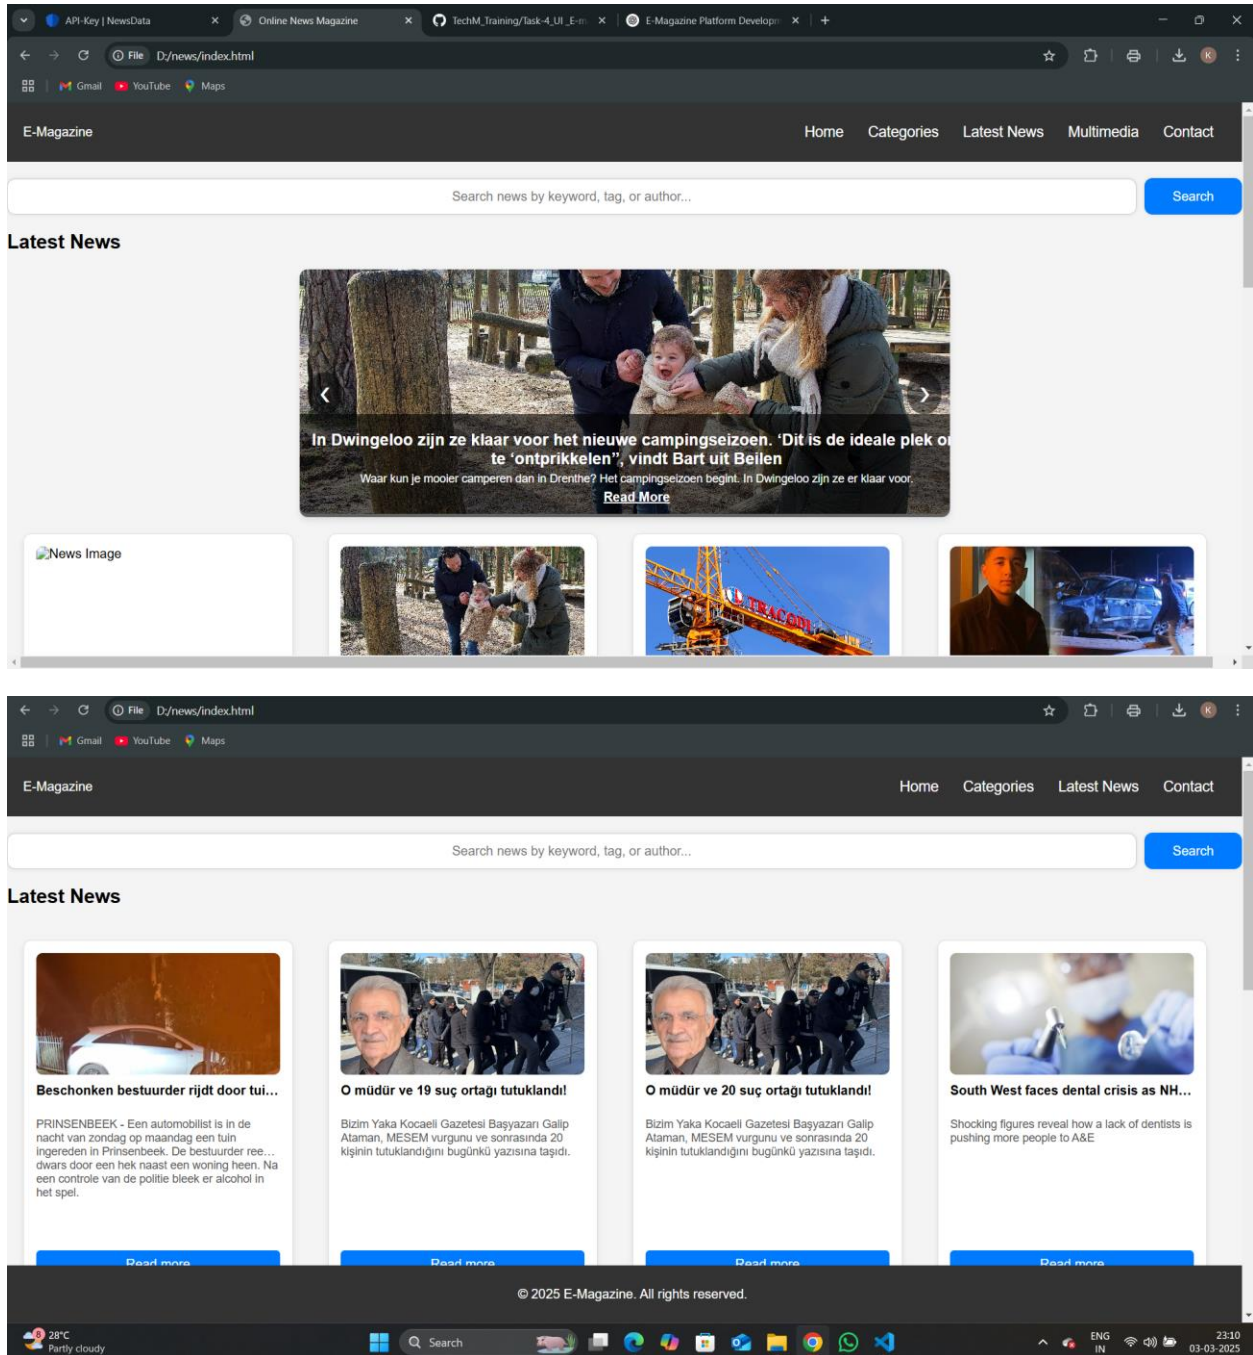 API-Key | NewsData
Online News Magazine
TechM_Training/Task-4_UI_E-m
E-Magazine Platform Developm
File D:/news/index.html
Gmail YouTube Maps
E-Magazine
Home Categories Latest News Multimedia Contact
Search news by keyword, tag, or author...
Search
Latest News
In Dwingeloo zijn ze klaar voor het nieuwe campingseizoen. ‘Dit is de ideale plek o
te ‘ontprikkelen”, vindt Bart uit Beilen
Waar kun je mooier camperen dan in Drenthe? Het campingseizoen begint. In Dwingeloo zijn ze er klaar voor.
Read More
News Image
TRACODI
File D:/news/index.html
K
Gmail YouTube Maps
E-Magazine
Home Categories Latest News Contact
Search news by keyword, tag, or author...
Search
Latest News
Beschonken bestuurder rijdt door tui...
PRINSENBEEK - Een automobilist is in de
nacht van zondag op maandag een tuin
ingereden in Prinsenbeek. De bestuurder ree...
dwars door een hek naast een woning heen. Na
een controle van de politie bleek er alcohol in
het spel.
Read more
O müdür ve 19 suç ortağı tutuklandı!
Bizim Yaka Kocaeli Gazetesi Başyazarı Galip
Ataman, MESEM vurgunu ve sonrasında 20
kişinin tutuklandığını bugünkü yazısına taşıdı.
Read more
O müdür ve 20 suç ortağı tutuklandı!
Bizim Yaka Kocaeli Gazetesi Başyazarı Galip
Ataman, MESEM vurgunu ve sonrasında 20
kişinin tutuklandığını bugünkü yazısına taşıdı.
Read more
South West faces dental crisis as NH...
Shocking figures reveal how a lack of dentists is
pushing more people to A&E
Read more
© 2025 E-Magazine. All rights reserved.
8
28°C
Partly cloudy
Search
ENG
IN
23:10
03-03-2025